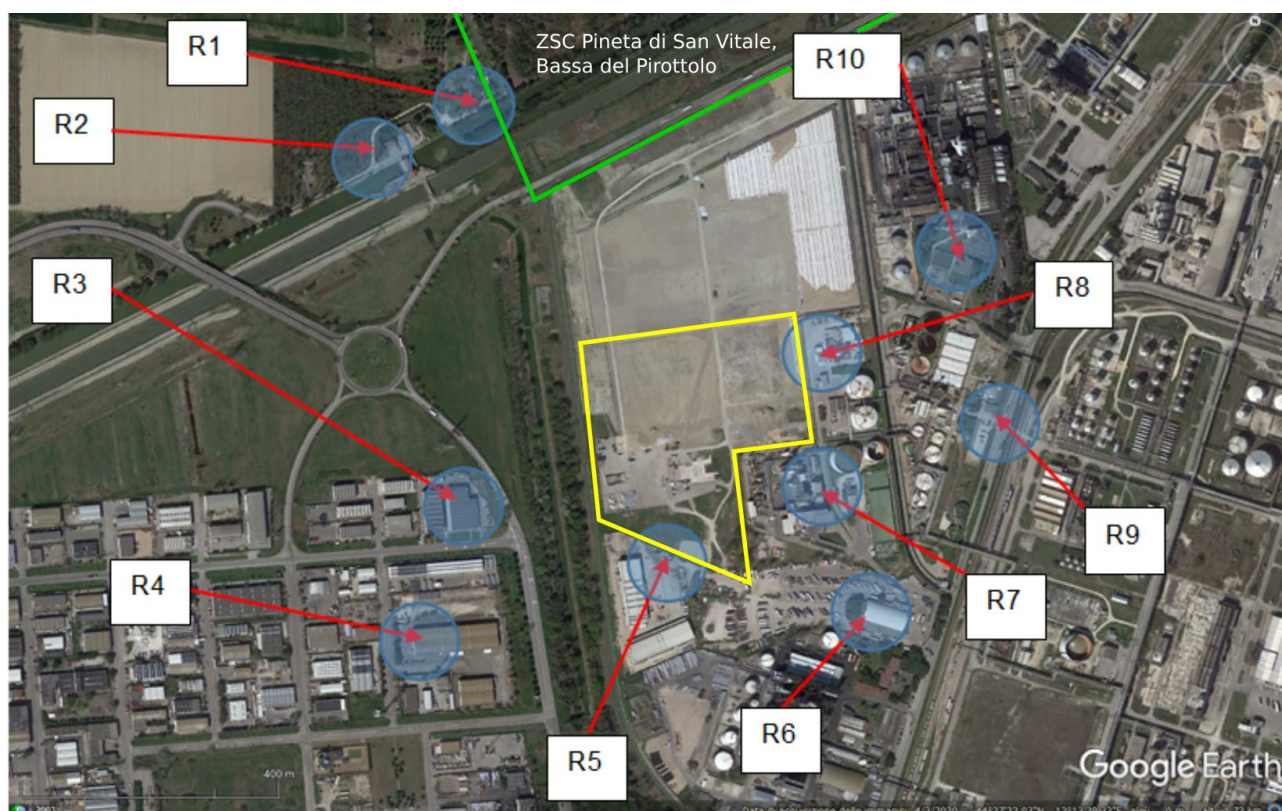 ZSC Pineta di San Vitale,
Bassa del Pirottolo
R1
R10
R2
R3
R8
R4
R9
R7
R5
R6
400 m
Google Earth